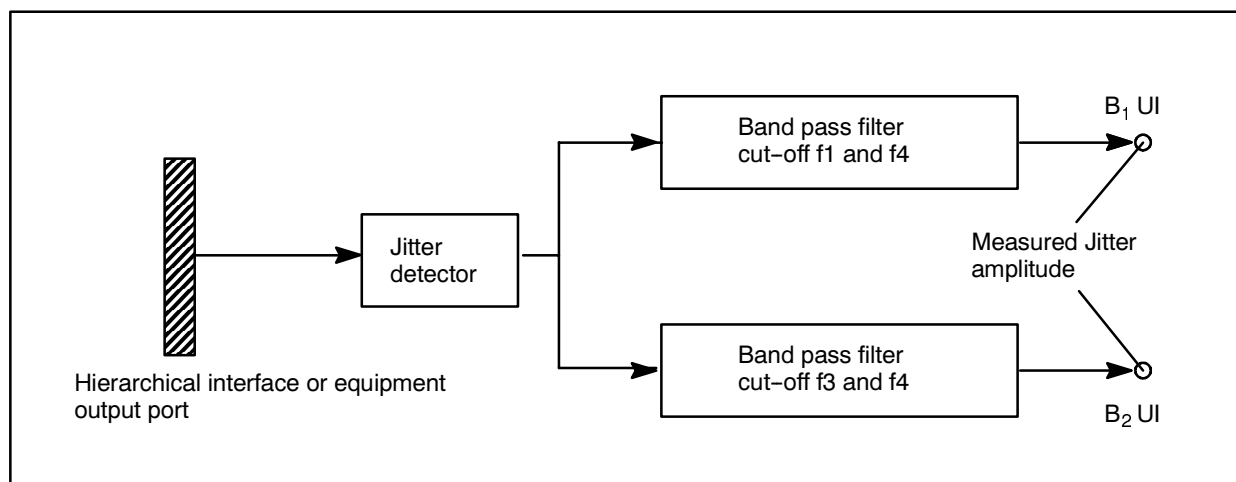 Band pass filter
cut−off f1 and f4
B1 UI
Jitter
detector
Measured Jitter
amplitude
Band pass filter
cut−off f3 and f4
Hierarchical interface or equipment
output port
B2 UI